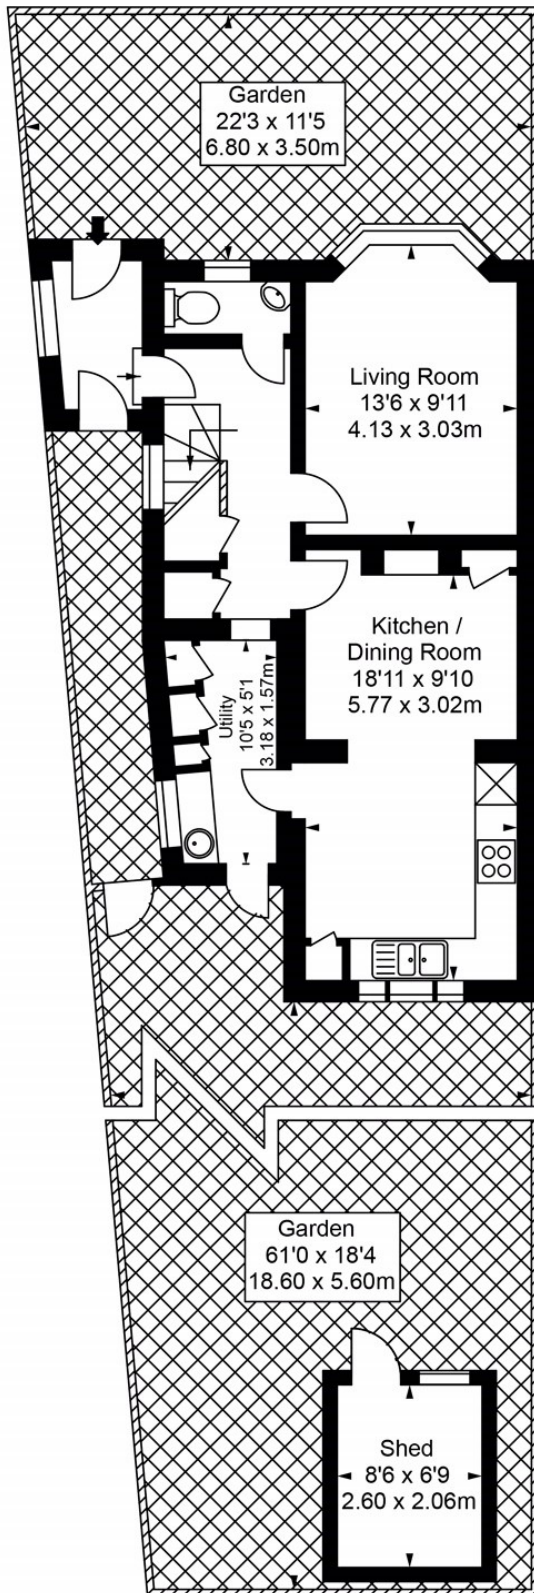 Garden
22'3 x 11'5
6.80 x 3.50m
Living Room
13'6 x 9'11
4.13 x 3.03m
Kitchen /
Dining Room
18'11 x 9'10
5.77 x 3.02m
Utility
10'5 x 5'1
3.18 x 1.57m
Garden
61'0 x 18'4
18.60 x 5.60m
Shed
8'6 x 6'9
2.60 x 2.06m